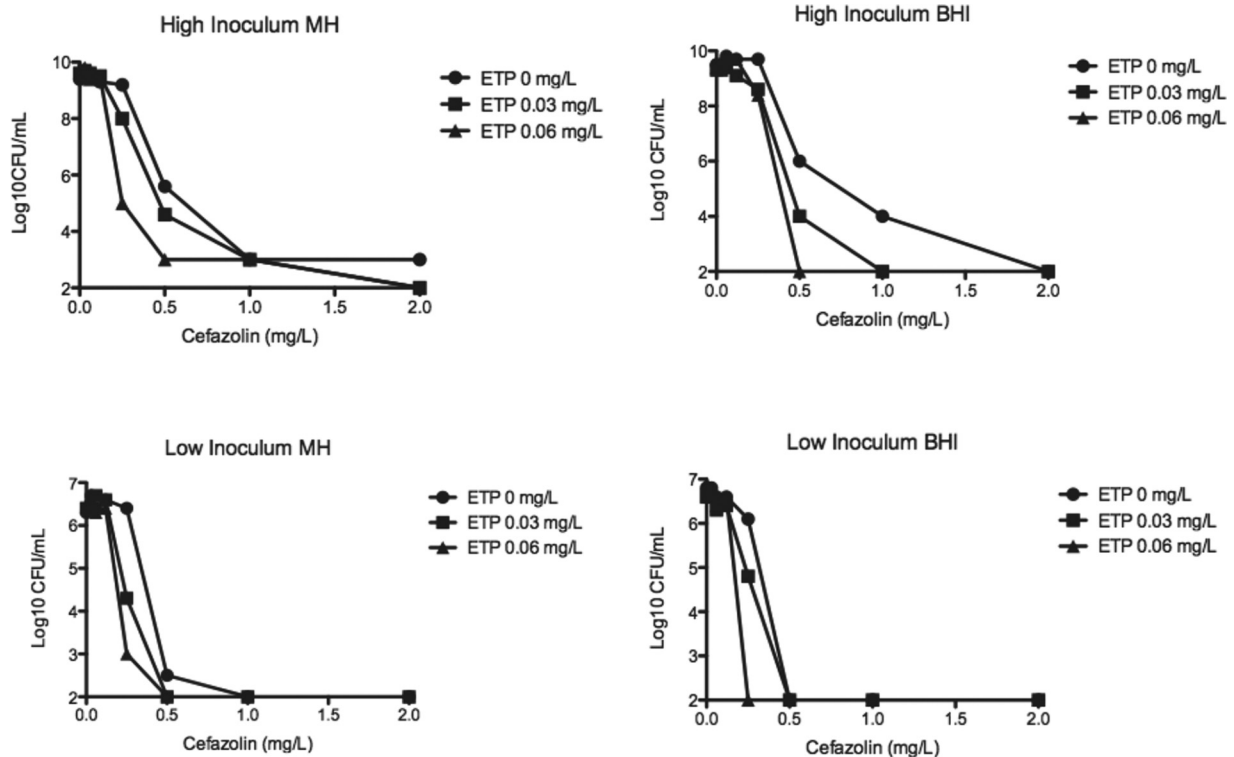 High Inoculum MH
10
8
6
4
2
0.0 0.5 1.0 1.5 2.0
Log10CFU/mL
Cefazolin (mg/L)
ETP 0 mg/L
ETP 0.03 mg/L
ETP 0.06 mg/L
High Inoculum BHI
10
8
6
4
2
0.0 0.5 1.0 1.5 2.0
Log10 CFU/mL
Cefazolin (mg/L)
ETP 0 mg/L
ETP 0.03 mg/L
ETP 0.06 mg/L
Low Inoculum MH
7
6
5
4
3
2
0.0 0.5 1.0 1.5 2.0
Log10 CFU/mL
Cefazolin (mg/L)
ETP 0 mg/L
ETP 0.03 mg/L
ETP 0.06 mg/L
Low Inoculum BHI
7
6
5
4
3
2
0.0 0.5 1.0 1.5 2.0
Log10 CFU/mL
Cefazolin (mg/L)
ETP 0 mg/L
ETP 0.03 mg/L
ETP 0.06 mg/L